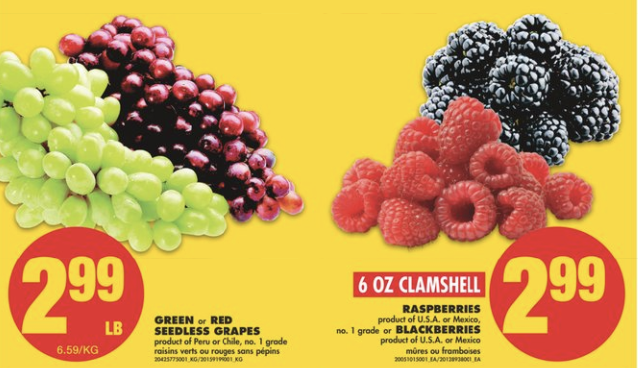 2.99
LB
6.59/KG
GREEN or RED
SEEDLESS GRAPES
product of Peru or Chile, no. 1 grade
raisins verts ou rouges sans pépins
20425775001_KG/20159199001_KG
6 OZ CLAMSHELL
RASPBERRIES
product of U.S.A. or Mexico,
no. 1 grade or BLACKBERRIES
product of U.S.A. or Mexico
mûres ou framboises
20051015001_EA/20128938001_EA
2.99